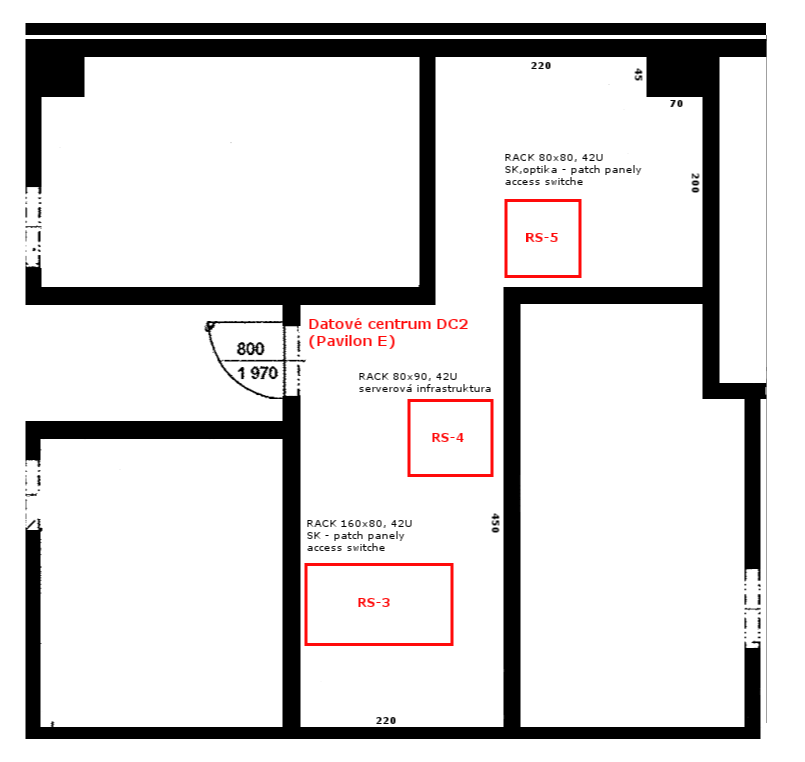 220
45
70
RACK 80x80, 42U
SK,optika - patch panely
access switche
200
RS-5
Datové centrum DC2
(Pavilon E)
800
1 970
RACK 80x90, 42U
serverová infrastruktura
RS-4
450
RACK 160x80, 42U
SK - patch panely
access switche
RS-3
220